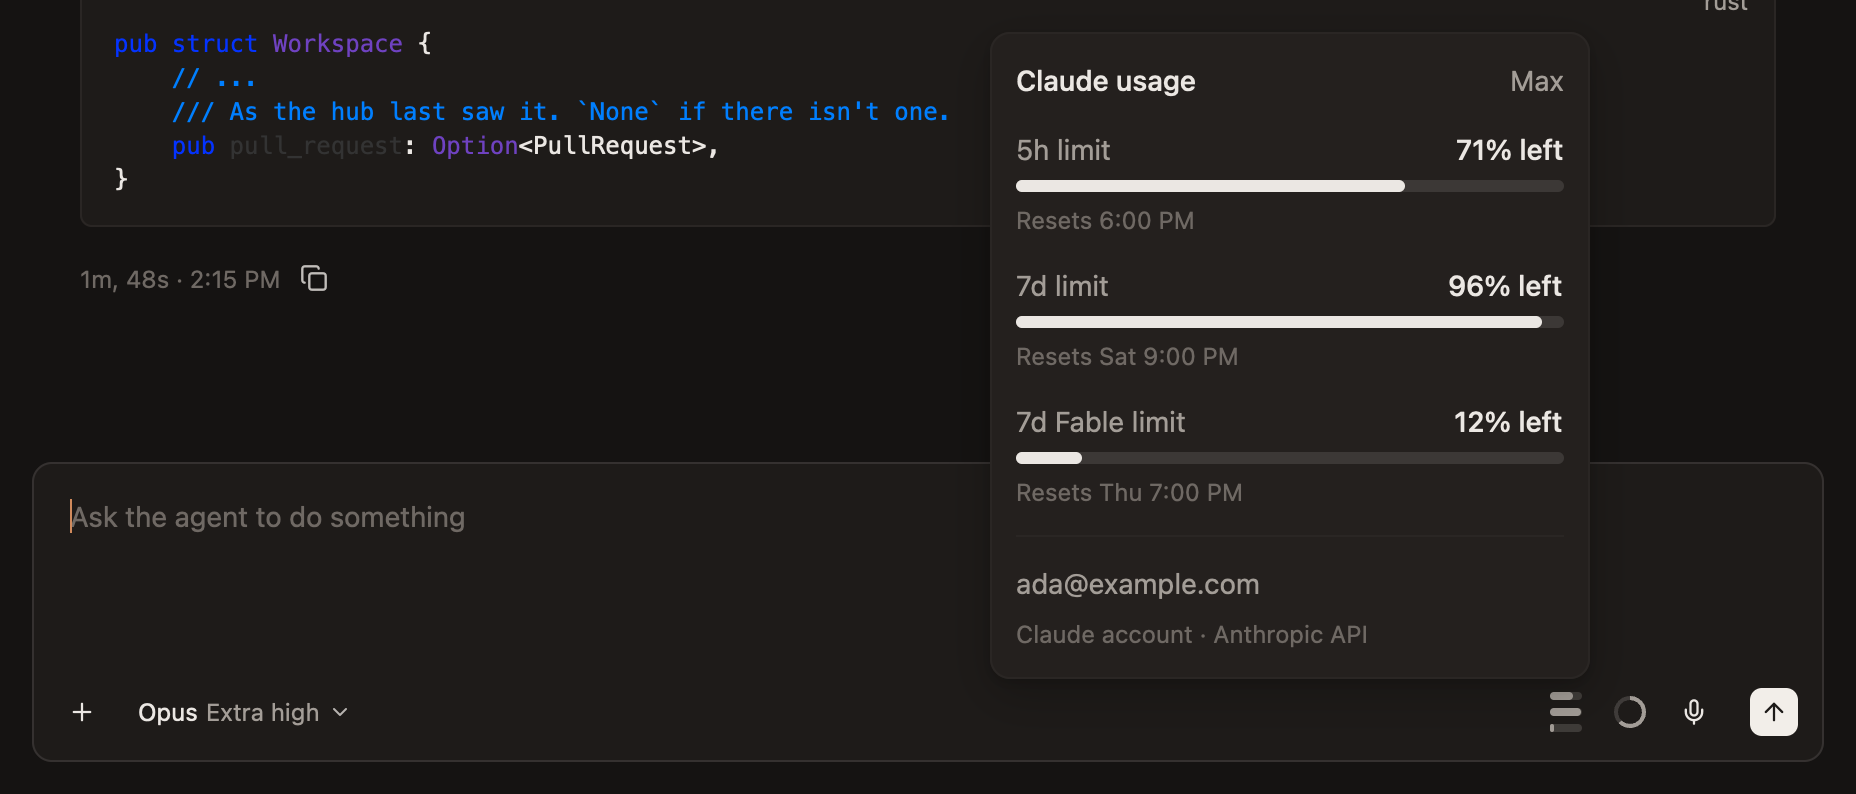 rust
pub struct Workspace {
// ...
/// As the hub last saw it. `None` if there isn't one.
pub pull_request: Option<PullRequest>,
}
1m, 48s · 2:15 PM
Claude usage
Max
5h limit
71% left
Resets 6:00 PM
7d limit
96% left
Resets Sat 9:00 PM
7d Fable limit
12% left
Resets Thu 7:00 PM
ada@example.com
Claude account · Anthropic API
Ask the agent to do something
Opus Extra high